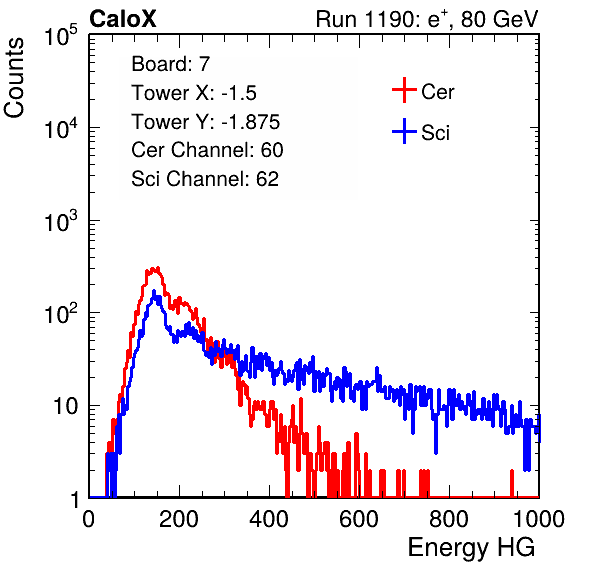 CaloX Run 1190: e⁺, 80 GeV
Counts
10⁵
10⁴
10³
10²
10
1
Board: 7
Tower X: -1.5
Tower Y: -1.875
Cer Channel: 60
Sci Channel: 62
Cer
Sci
0 200 400 600 800 1000
Energy HG